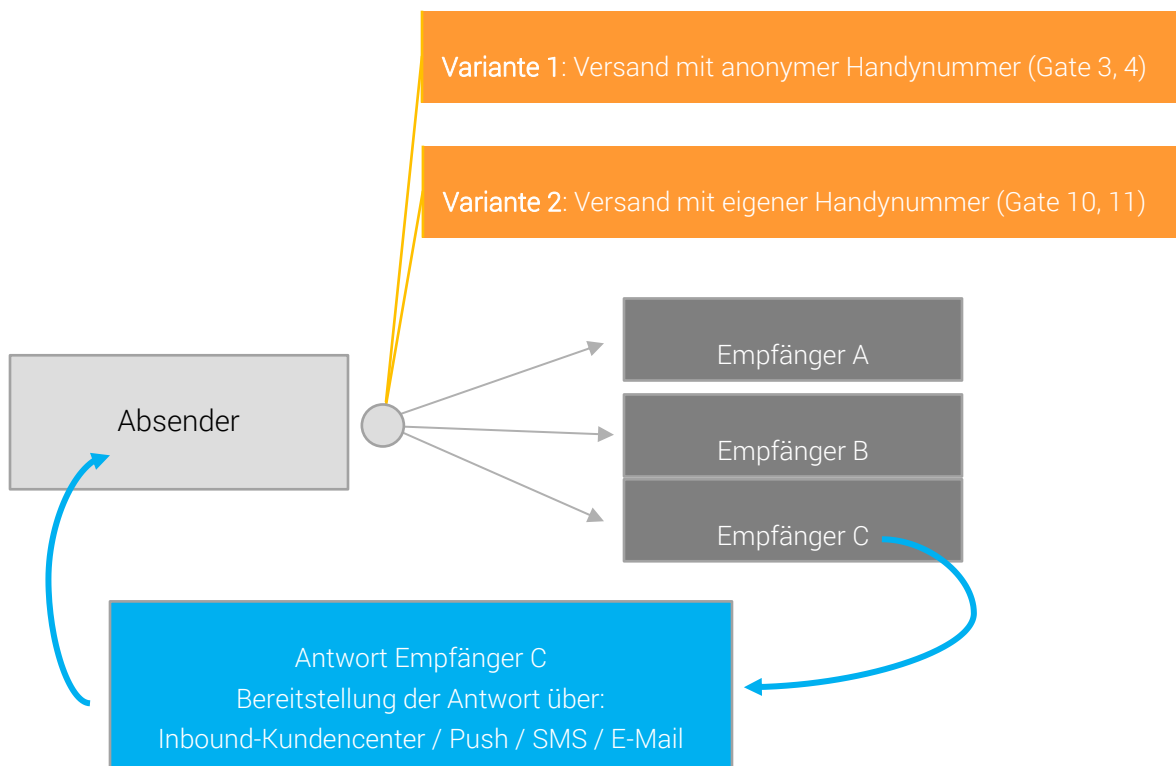 Variante 1: Versand mit anonymer Handynummer (Gate 3, 4)
Variante 2: Versand mit eigener Handynummer (Gate 10, 11)
Empfänger A
Absender
Empfänger B
Empfänger C
Antwort Empfänger C
Bereitstellung der Antwort über:
Inbound-Kundencenter / Push / SMS / E-Mail